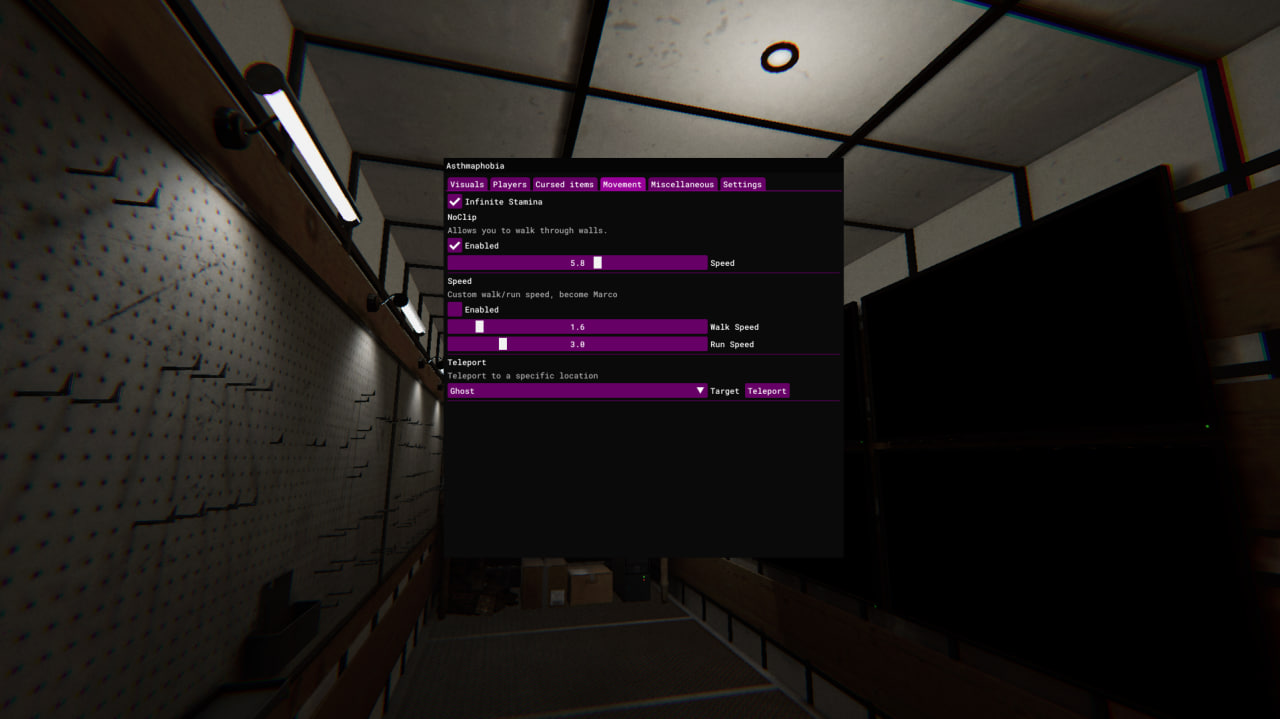 Asthmaphobia
Visuals Players Cursed items Movement Miscellaneous Settings
Infinite Stamina
NoClip
Allows you to walk through walls.
Enabled
5.8 Speed
Speed
Custom walk/run speed, become Marco
Enabled
1.6 Walk Speed
3.0 Run Speed
Teleport
Teleport to a specific location
Ghost Target Teleport